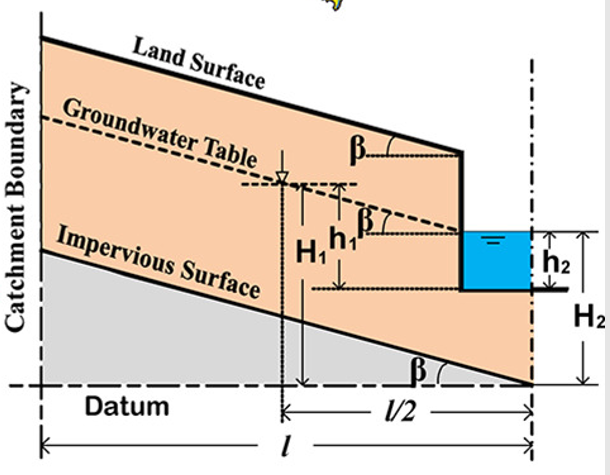 Land Surface
Catchment Boundary
Groundwater Table
β
β
H₁
h₁
h₂
H₂
Impervious Surface
β
Datum
l/2
l